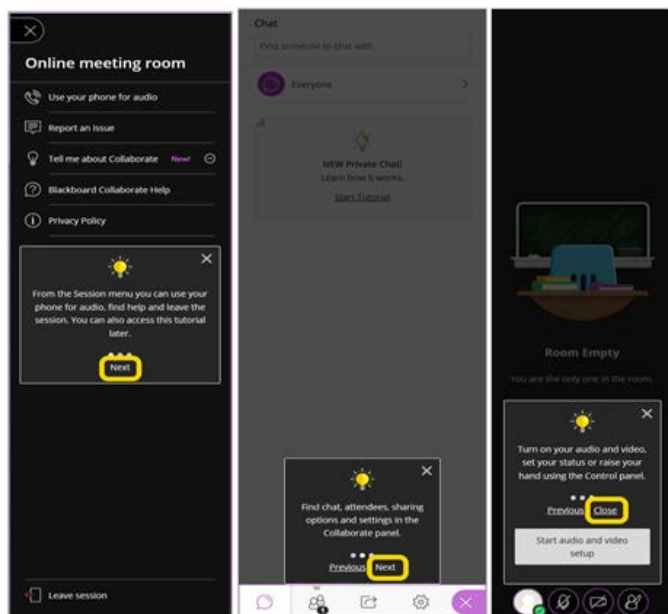 Online meeting room
Use your phone for audio
Report an Issue
Tell me about Collaborate New!
Blackboard Collaborate Help
Privacy Policy
From the Session menu you can use your
phone for audio, find help and leave the
session. You can also access this tutorial
later.
Next
Leave session
Chat
Find someone to chat with
Everyone
NEW Private Chat!
Learn how it works.
Start Tutorial
Find chat, attendees, sharing
options and settings in the
Collaborate panel.
Previous Next
1
Room Empty
You are the only one in the room.
Turn on your audio and video,
set your status or raise your
hand using the Control panel.
Previous Close
Start audio and video
setup